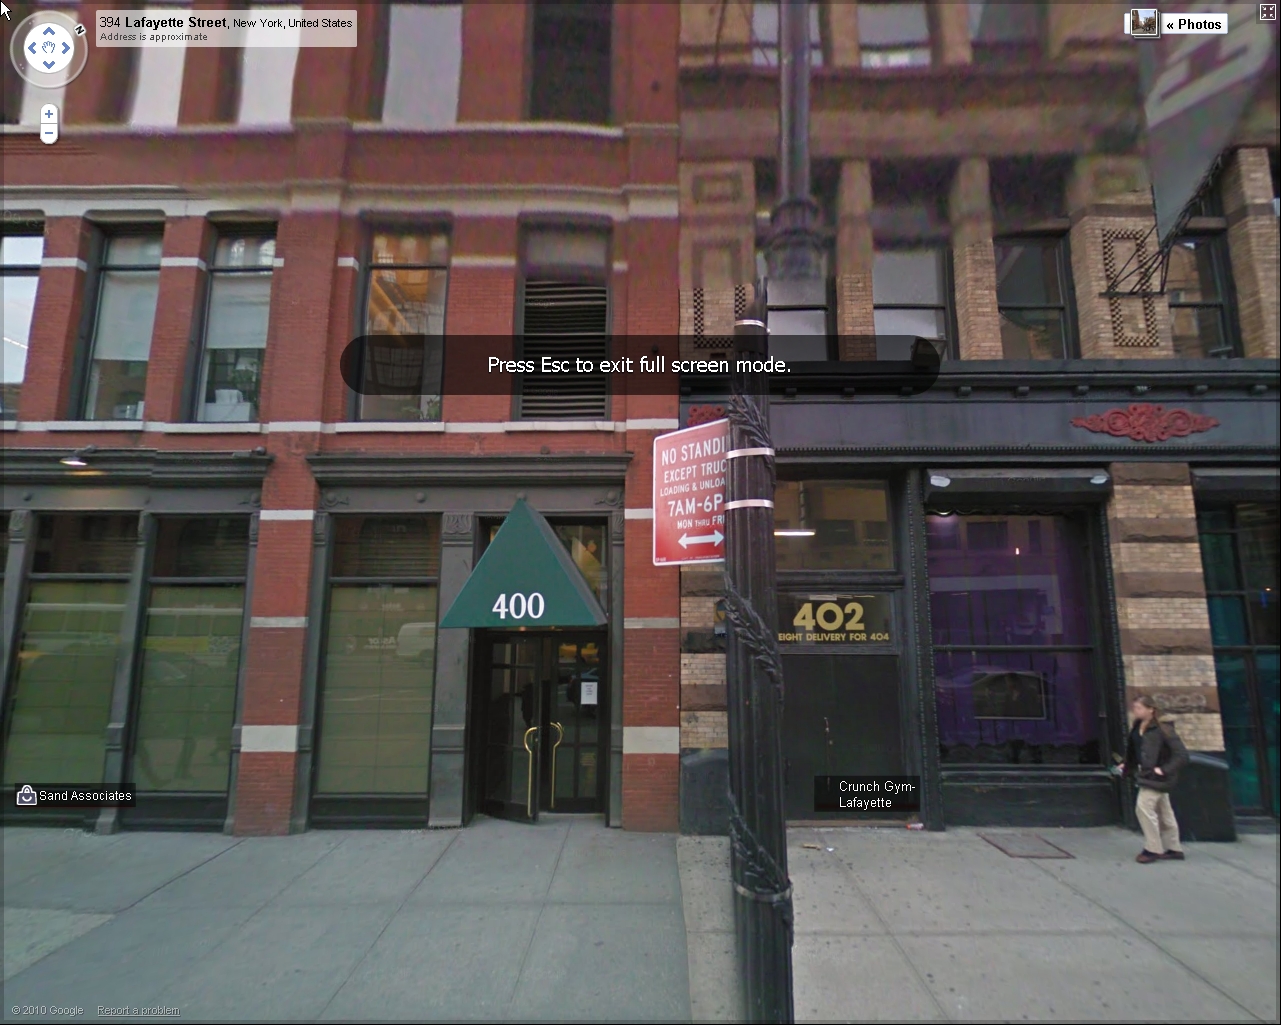 394 Lafayette Street, New York, United States
Address is approximate
« Photos
Press Esc to exit full screen mode.
NO STANDI
EXCEPT TRUC
LOADING & UNLOA
7AM-6P
MON THRU FRI
400
402
EIGHT DELIVERY FOR 404
Sand Associates
Crunch Gym-
Lafayette
© 2010 Google
Report a problem